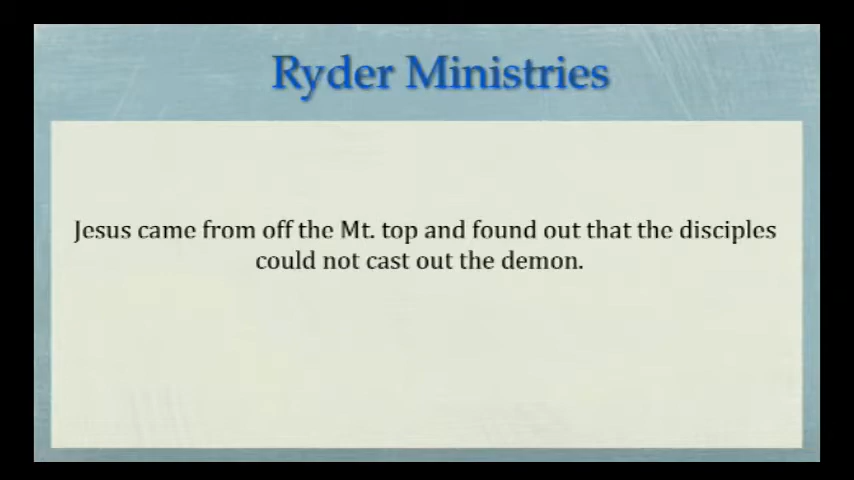 Ryder Ministries
Jesus came from off the Mt. top and found out that the disciples
could not cast out the demon.